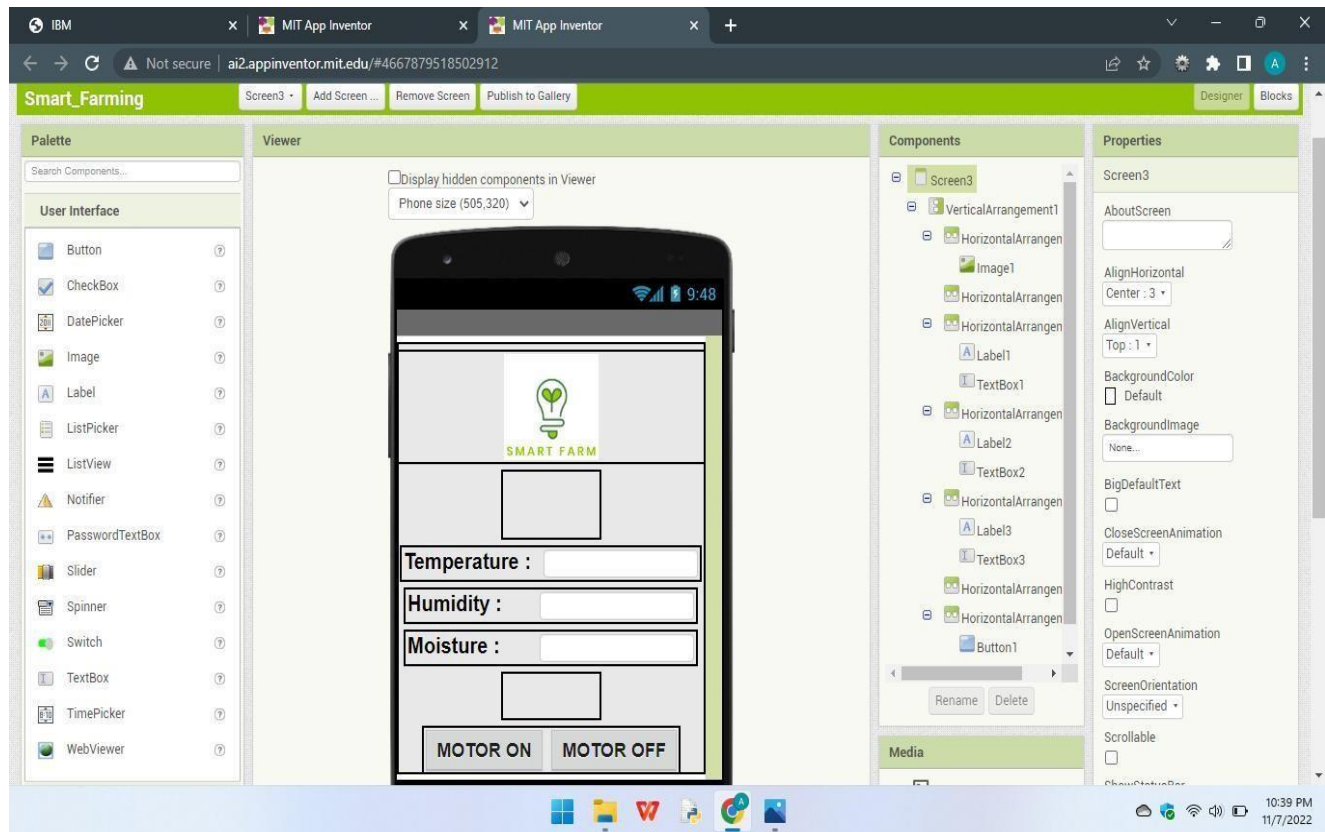 IBM
MIT App Inventor
MIT App Inventor
Not secure
ai2.appinventor.mit.edu/#4667879518502912
A
Smart_Farming
Screen3
Add Screen ...
Remove Screen
Publish to Gallery
Designer
Blocks
Palette
Search Components...
User Interface
Button
CheckBox
DatePicker
Image
Label
ListPicker
ListView
Notifier
PasswordTextBox
Slider
Spinner
Switch
TextBox
TimePicker
WebViewer
Viewer
Display hidden components in Viewer
Phone size (505,320)
9:48
SMART FARM
Temperature :
Humidity :
Moisture :
MOTOR ON
MOTOR OFF
Components
Screen3
VerticalArrangement1
HorizontalArrangen
Image1
HorizontalArrangen
HorizontalArrangen
Label1
TextBox1
HorizontalArrangen
Label2
TextBox2
HorizontalArrangen
Label3
TextBox3
HorizontalArrangen
HorizontalArrangen
Button1
Rename
Delete
Media
Properties
Screen3
AboutScreen
AlignHorizontal
Center : 3
AlignVertical
Top : 1
BackgroundColor
Default
BackgroundImage
None...
BigDefaultText
CloseScreenAnimation
Default
HighContrast
OpenScreenAnimation
Default
ScreenOrientation
Unspecified
Scrollable
ShowStatusBar
10:39 PM
11/7/2022